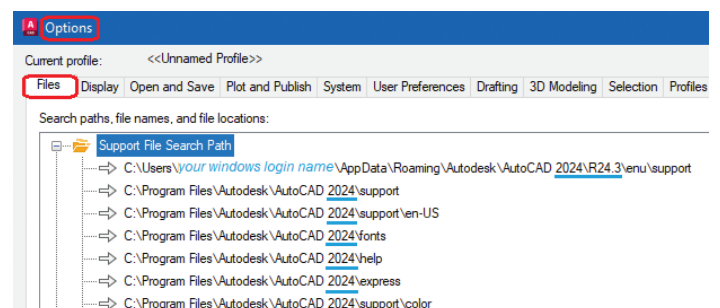 Options
Current profile: <<Unnamed Profile>>
Files Display Open and Save Plot and Publish System User Preferences Drafting 3D Modeling Selection Profiles
Search paths, file names, and file locations:
Support File Search Path
C:\Users\your windows login name\AppData\Roaming\Autodesk\AutoCAD 2024\R24.3\enu\support
C:\Program Files\Autodesk\AutoCAD 2024\support
C:\Program Files\Autodesk\AutoCAD 2024\support\en-US
C:\Program Files\Autodesk\AutoCAD 2024\fonts
C:\Program Files\Autodesk\AutoCAD 2024\help
C:\Program Files\Autodesk\AutoCAD 2024\express
C:\Program Files\Autodesk\AutoCAD 2024\support\color